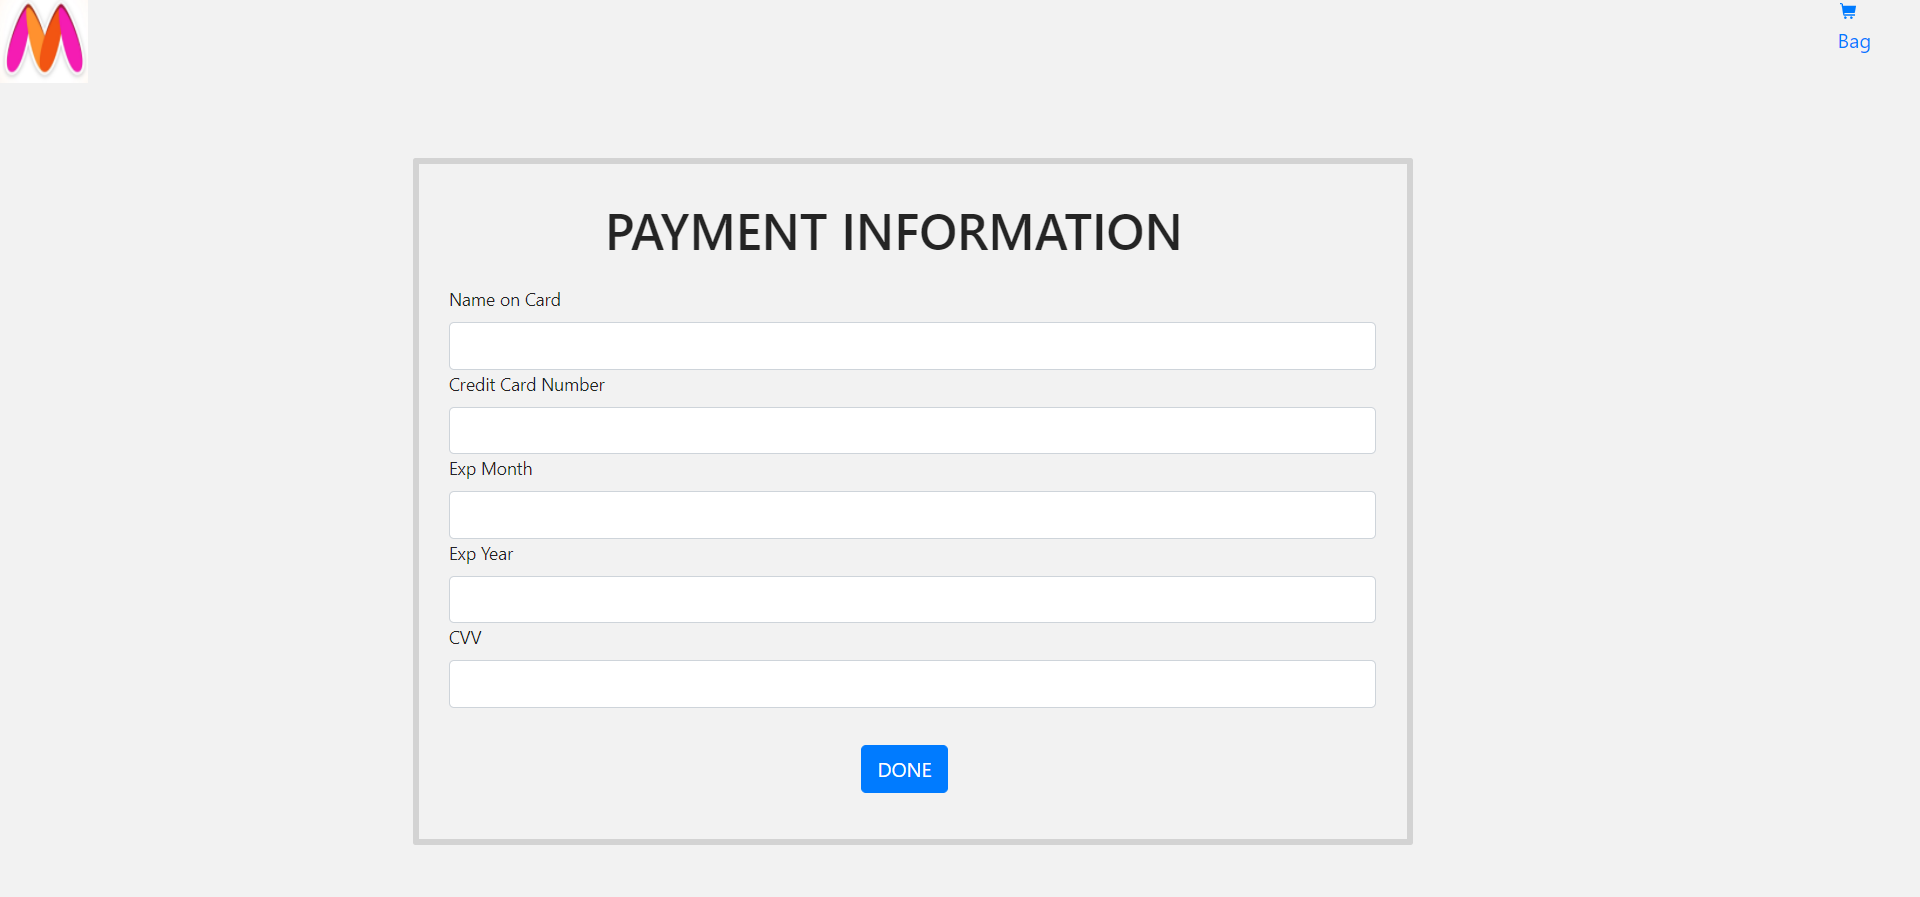 Bag
PAYMENT INFORMATION
Name on Card
Credit Card Number
Exp Month
Exp Year
CVV
DONE